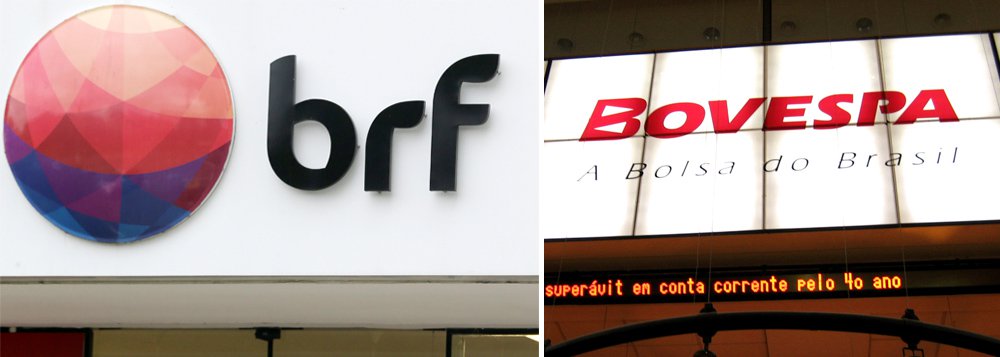 brf
BOVESPA
A Bolsa do Brasil
superávit em conta corrente pelo 4o ano